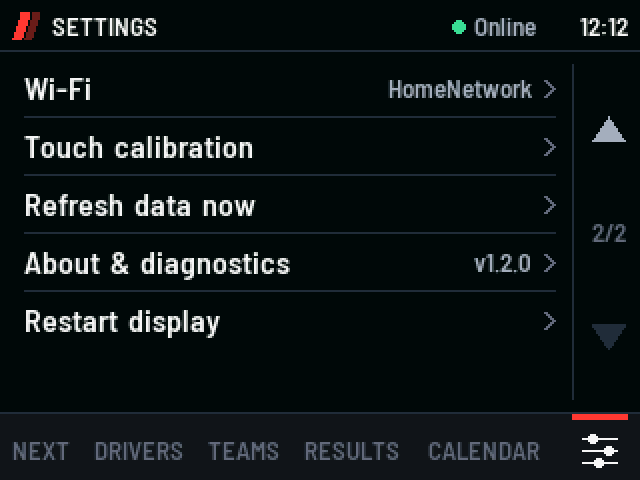 SETTINGS Online 12:12
Wi-Fi HomeNetwork
Touch calibration
Refresh data now
2/2
About & diagnostics v1.2.0
Restart display
NEXT DRIVERS TEAMS RESULTS CALENDAR